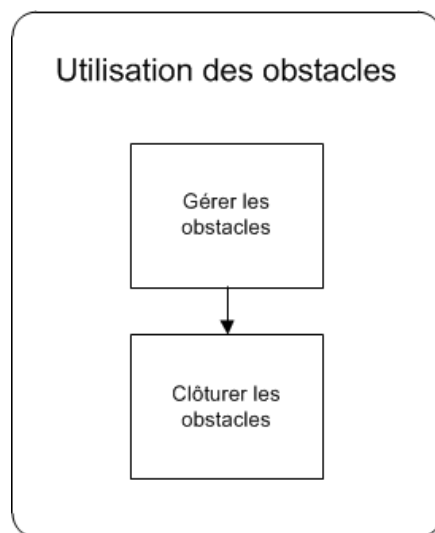 Utilisation des obstacles
Gérer les
obstacles
Clôturer les
obstacles